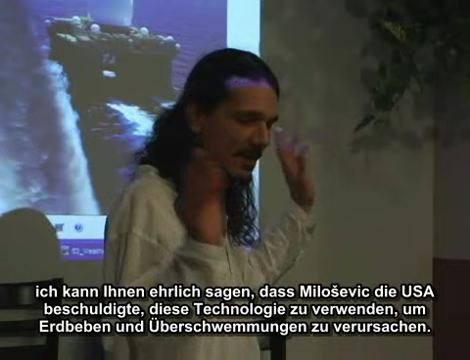 ich kann Ihnen ehrlich sagen, dass Miloševic die USA
beschuldigte, diese Technologie zu verwenden, um
Erdbeben und Überschwemmungen zu verursachen.